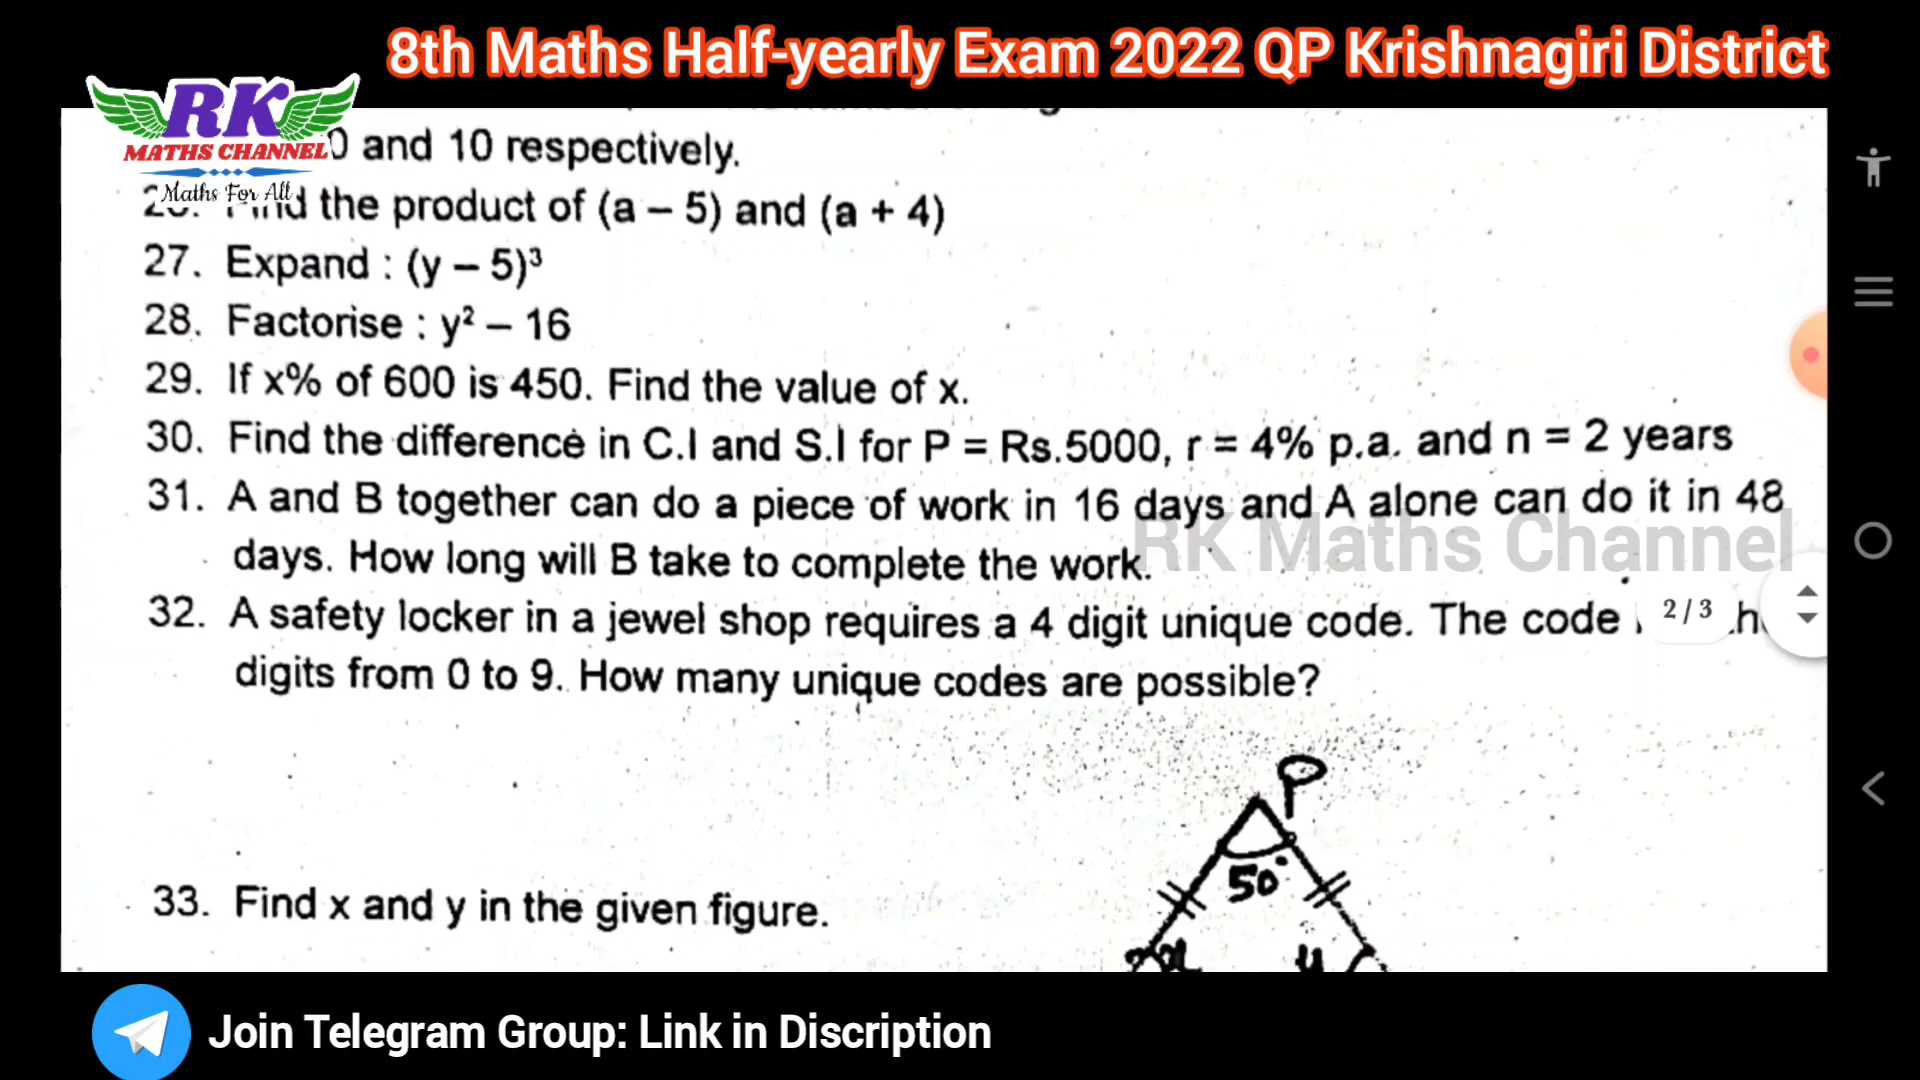 8th Maths Half-yearly Exam 2022 QP Krishnagiri District
RK
MATHS CHANNEL
Maths For All
0 and 10 respectively.
the product of (a – 5) and (a + 4)
27. Expand : (y – 5)³
28. Factorise : y² – 16
29. If x% of 600 is 450. Find the value of x.
30. Find the difference in C.I and S.I for P = Rs.5000, r = 4% p.a. and n = 2 years
31. A and B together can do a piece of work in 16 days and A alone can do it in 48
days. How long will B take to complete the work.
RK Maths Channel
32. A safety locker in a jewel shop requires a 4 digit unique code. The code
2/3
digits from 0 to 9. How many unique codes are possible?
P
50°
33. Find x and y in the given figure.
x y
Join Telegram Group: Link in Discription